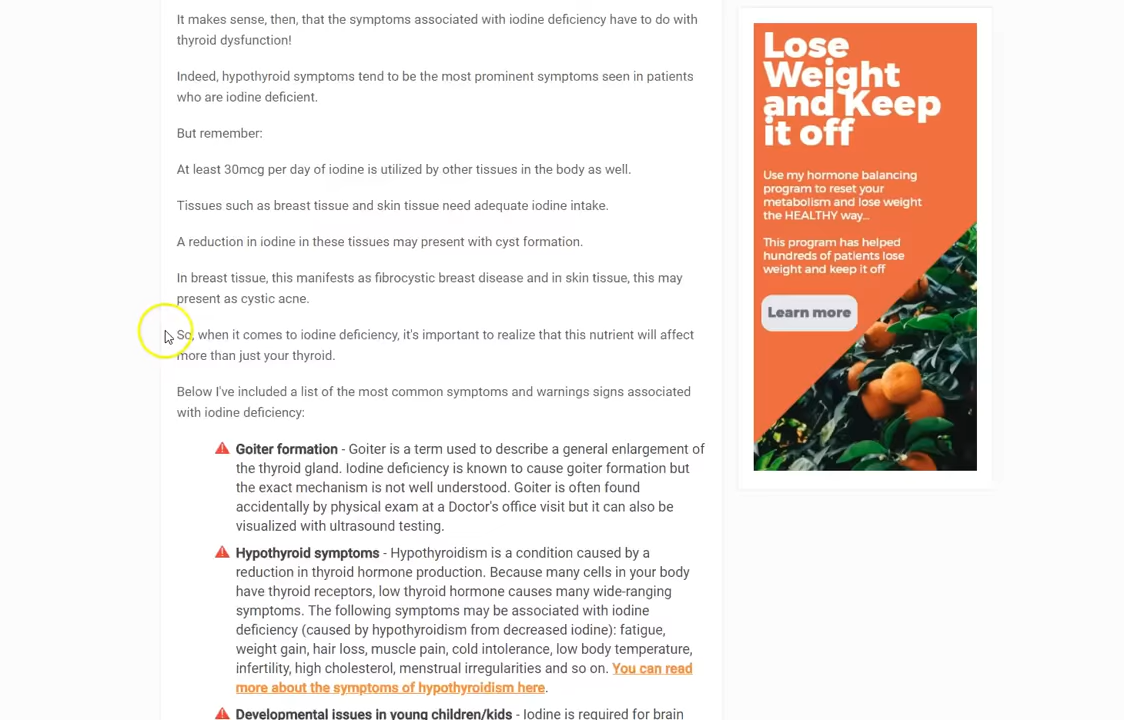 It makes sense, then, that the symptoms associated with iodine deficiency have to do with
thyroid dysfunction!
Indeed, hypothyroid symptoms tend to be the most prominent symptoms seen in patients
who are iodine deficient.
But remember:
At least 30mcg per day of iodine is utilized by other tissues in the body as well.
Tissues such as breast tissue and skin tissue need adequate iodine intake.
A reduction in iodine in these tissues may present with cyst formation.
In breast tissue, this manifests as fibrocystic breast disease and in skin tissue, this may
present as cystic acne.
So, when it comes to iodine deficiency, it's important to realize that this nutrient will affect
more than just your thyroid.
Below I've included a list of the most common symptoms and warnings signs associated
with iodine deficiency:
Goiter formation - Goiter is a term used to describe a general enlargement of
the thyroid gland. Iodine deficiency is known to cause goiter formation but
the exact mechanism is not well understood. Goiter is often found
accidentally by physical exam at a Doctor's office visit but it can also be
visualized with ultrasound testing.
Hypothyroid symptoms - Hypothyroidism is a condition caused by a
reduction in thyroid hormone production. Because many cells in your body
have thyroid receptors, low thyroid hormone causes many wide-ranging
symptoms. The following symptoms may be associated with iodine
deficiency (caused by hypothyroidism from decreased iodine): fatigue,
weight gain, hair loss, muscle pain, cold intolerance, low body temperature,
infertility, high cholesterol, menstrual irregularities and so on. You can read
more about the symptoms of hypothyroidism here.
Developmental issues in young children/kids - Iodine is required for brain
Lose
Weight
and Keep
it off
Use my hormone balancing
program to reset your
metabolism and lose weight
the HEALTHY way...
This program has helped
hundreds of patients lose
weight and keep it off
Learn more